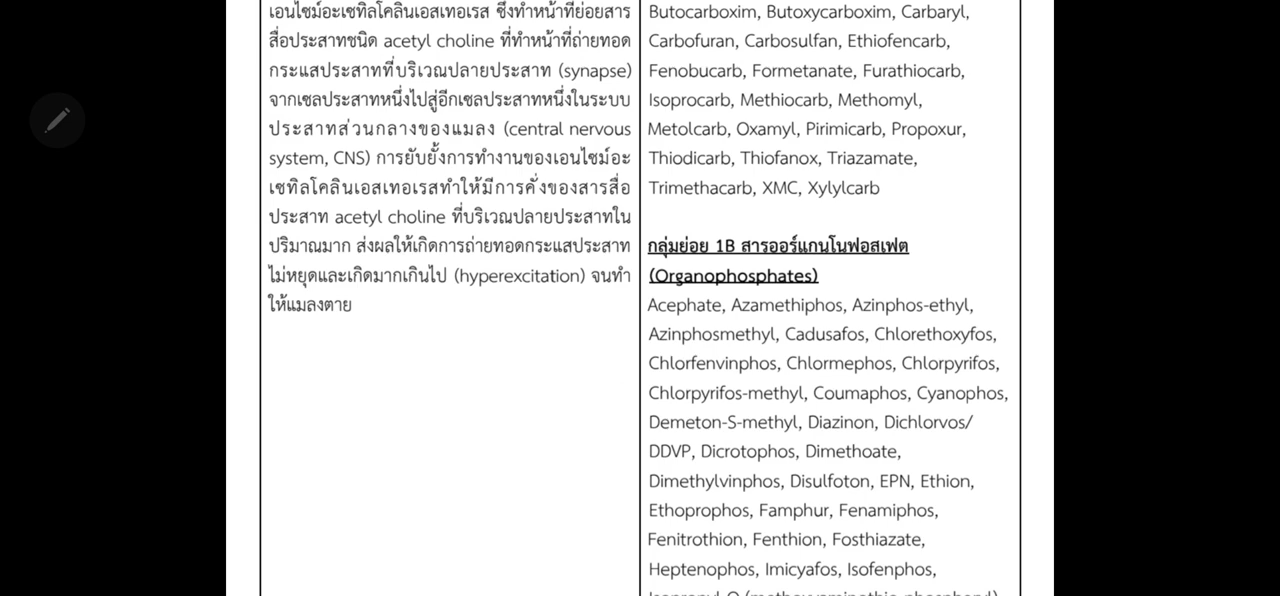 เอนไซม์อะเซทิลโคลินเอสเทอเรส ซึ่งทำหน้าที่ย่อยสาร
สื่อประสาทชนิด acetyl choline ที่ทำหน้าที่ถ่ายทอด
กระแสประสาทที่บริเวณปลายประสาท (synapse)
จากเซลประสาทหนึ่งไปสู่อีกเซลประสาทหนึ่งในระบบ
ประสาทส่วนกลางของแมลง (central nervous
system, CNS) การยับยั้งการทำงานของเอนไซม์อะ
เซทิลโคลินเอสเทอเรสทำให้มีการคั่งของสารสื่อ
ประสาท acetyl choline ที่บริเวณปลายประสาทใน
ปริมาณมาก ส่งผลให้เกิดการถ่ายทอดกระแสประสาท
ไม่หยุดและเกิดมากเกินไป (hyperexcitation) จนทำ
ให้แมลงตาย
Butocarboxim, Butoxycarboxim, Carbaryl,
Carbofuran, Carbosulfan, Ethiofencarb,
Fenobucarb, Formetanate, Furathiocarb,
Isoprocarb, Methiocarb, Methomyl,
Metolcarb, Oxamyl, Pirimicarb, Propoxur,
Thiodicarb, Thiofanox, Triazamate,
Trimethacarb, XMC, Xylylcarb
กลุ่มย่อย 1B สารออร์แกนโนฟอสเฟต
(Organophosphates)
Acephate, Azamethiphos, Azinphos-ethyl,
Azinphosmethyl, Cadusafos, Chlorethoxyfos,
Chlorfenvinphos, Chlormephos, Chlorpyrifos,
Chlorpyrifos-methyl, Coumaphos, Cyanophos,
Demeton-S-methyl, Diazinon, Dichlorvos/
DDVP, Dicrotophos, Dimethoate,
Dimethylvinphos, Disulfoton, EPN, Ethion,
Ethoprophos, Famphur, Fenamiphos,
Fenitrothion, Fenthion, Fosthiazate,
Heptenophos, Imicyafos, Isofenphos,